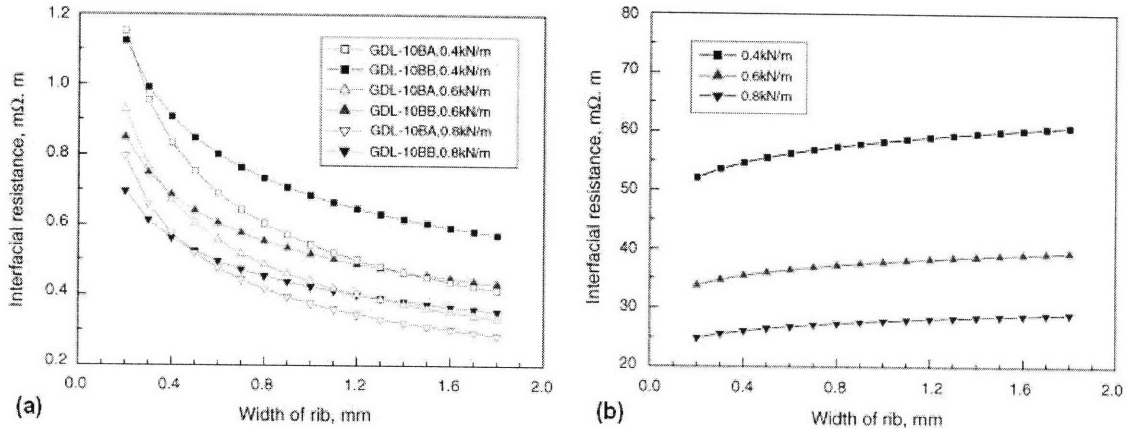 1.2
1.0
0.8
0.6
0.4
0.2
Interfacial resistance, mΩ. m
GDL-10BA,0.4kN/m
GDL-10BB,0.4kN/m
GDL-10BA,0.6kN/m
GDL-10BB,0.6kN/m
GDL-10BA,0.8kN/m
GDL-10BB,0.8kN/m
0.0 0.4 0.8 1.2 1.6 2.0
Width of rib, mm
(a)
80
70
60
50
40
30
20
Interfacial resistance, mΩ. m
0.4kN/m
0.6kN/m
0.8kN/m
0.0 0.4 0.8 1.2 1.6 2.0
Width of rib, mm
(b)